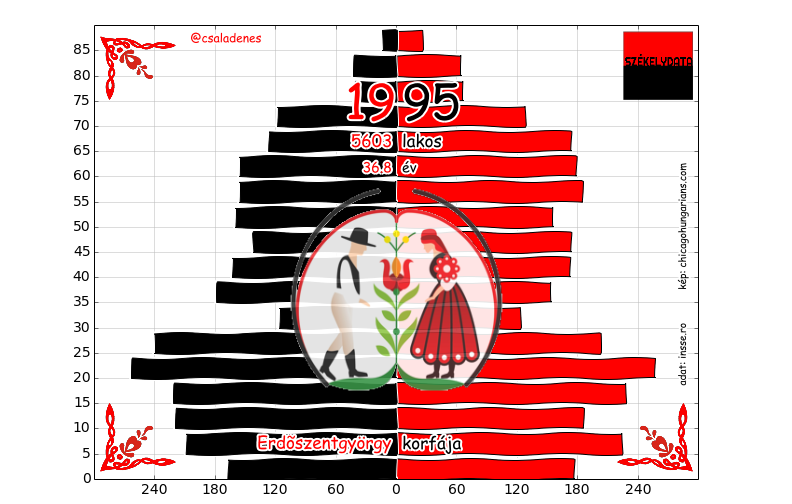 @csaladenes
SZÉKELYDATA
1995
5603 lakos
36.8 év
kép: chicagohungarians.com
adat: insse.ro
Erdőszentgyörgy korfája
85
80
75
70
65
60
55
50
45
40
35
30
25
20
15
10
5
0
240 180 120 60 0 60 120 180 240